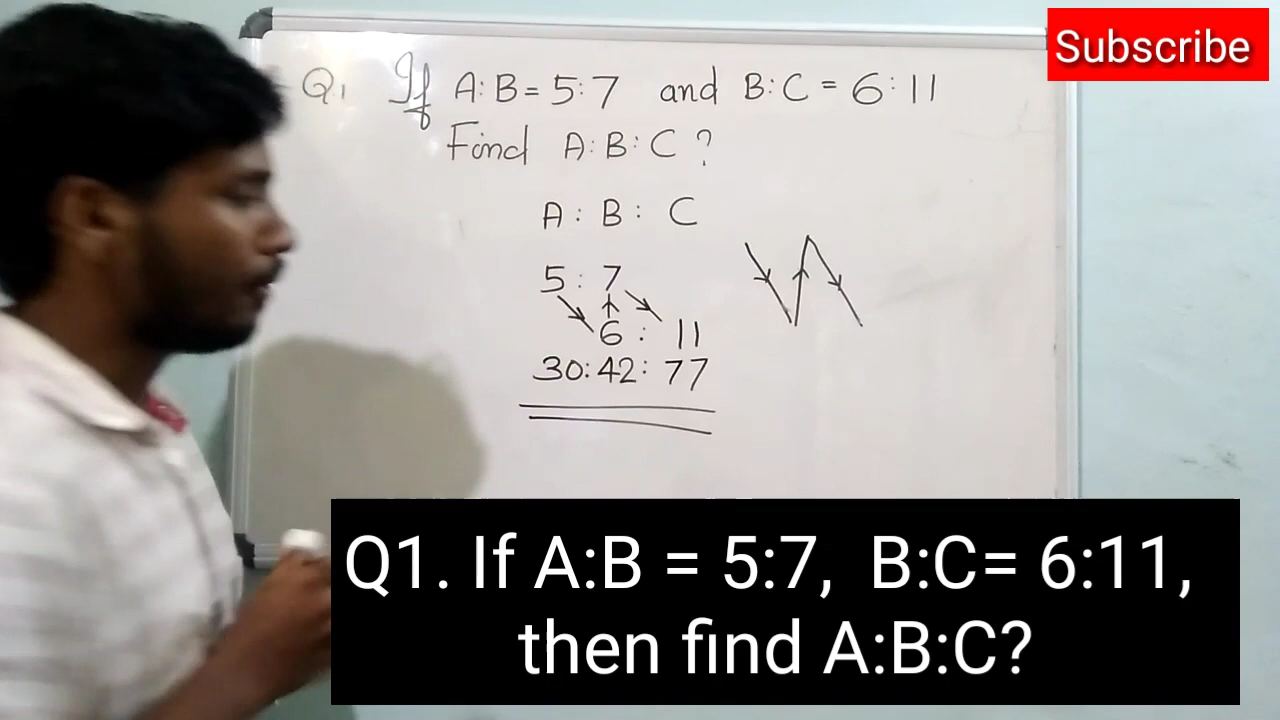 Subscribe
Q1 If A:B = 5:7 and B:C = 6:11
Find A:B:C?
A : B : C
5 : 7
6 : 11
30:42:77
Q1. If A:B = 5:7, B:C= 6:11,
then find A:B:C?